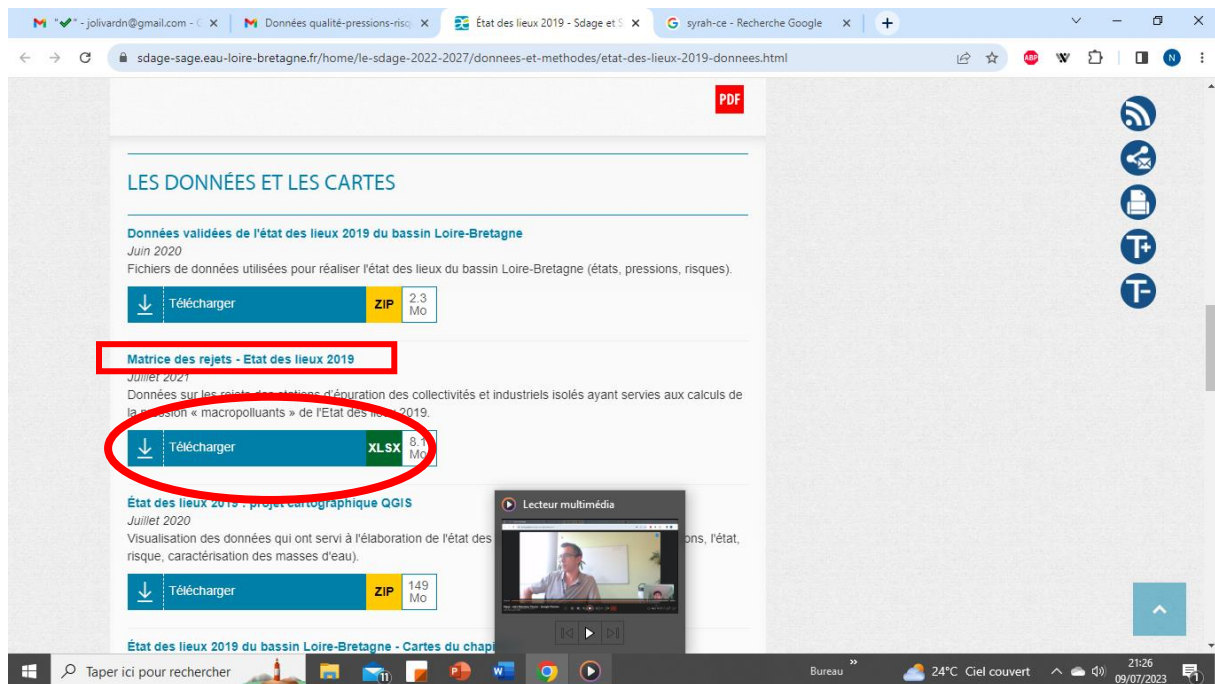 "✔" - jolivardn@gmail.com - G
Données qualité-pressions-risq
État des lieux 2019 - Sdage et S
syrah-ce - Recherche Google
sdage-sage.eau-loire-bretagne.fr/home/le-sdage-2022-2027/donnees-et-methodes/etat-des-lieux-2019-donnees.html
ABP
W
N
PDF
LES DONNÉES ET LES CARTES
Données validées de l'état des lieux 2019 du bassin Loire-Bretagne
Juin 2020
Fichiers de données utilisées pour réaliser l'état des lieux du bassin Loire-Bretagne (états, pressions, risques).
Télécharger ZIP 2.3 Mo
Matrice des rejets - Etat des lieux 2019
Juillet 2021
Données sur les rejets des stations d'épuration des collectivités et industriels isolés ayant servies aux calculs de
la pression « macropolluants » de l'Etat des lieux 2019.
Télécharger XLSX 8.1 Mo
État des lieux 2019 : projet cartographique QGIS
Juillet 2020
Visualisation des données qui ont servi à l'élaboration de l'état des ons, l'état,
risque, caractérisation des masses d'eau).
Télécharger ZIP 149 Mo
Lecteur multimédia
État des lieux 2019 du bassin Loire-Bretagne - Cartes du chap
T+
T-
Taper ici pour rechercher
Bureau
24°C Ciel couvert
21:26
09/07/2023